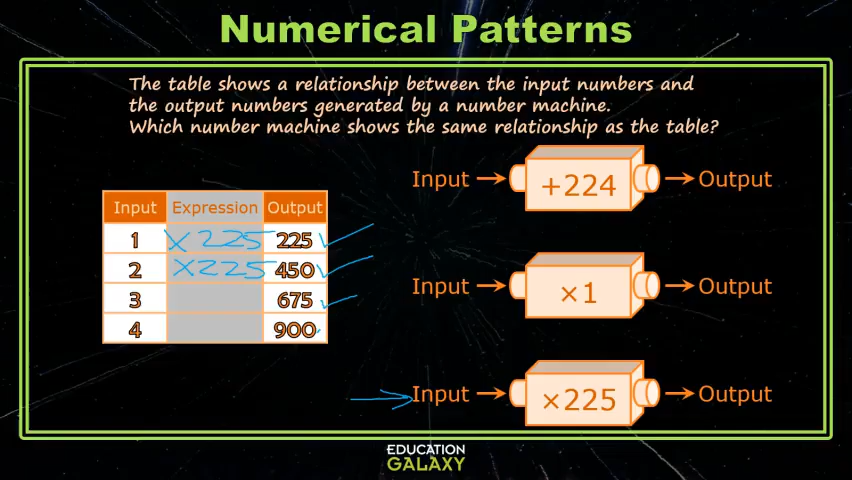 Numerical Patterns
The table shows a relationship between the input numbers and
the output numbers generated by a number machine.
Which number machine shows the same relationship as the table?
Input Expression Output
1 ×225 225
2 ×225 450
3 675
4 900
Input +224 Output
Input ×1 Output
Input ×225 Output
EDUCATION
GALAXY